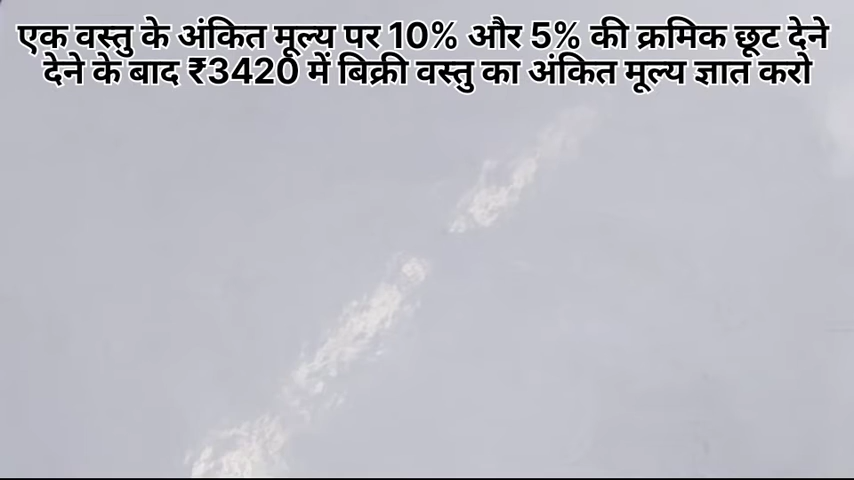 एक वस्तु के अंकित मूल्य पर 10% और 5% की क्रमिक छूट देने
देने के बाद ₹3420 में बिक्री वस्तु का अंकित मूल्य ज्ञात करो